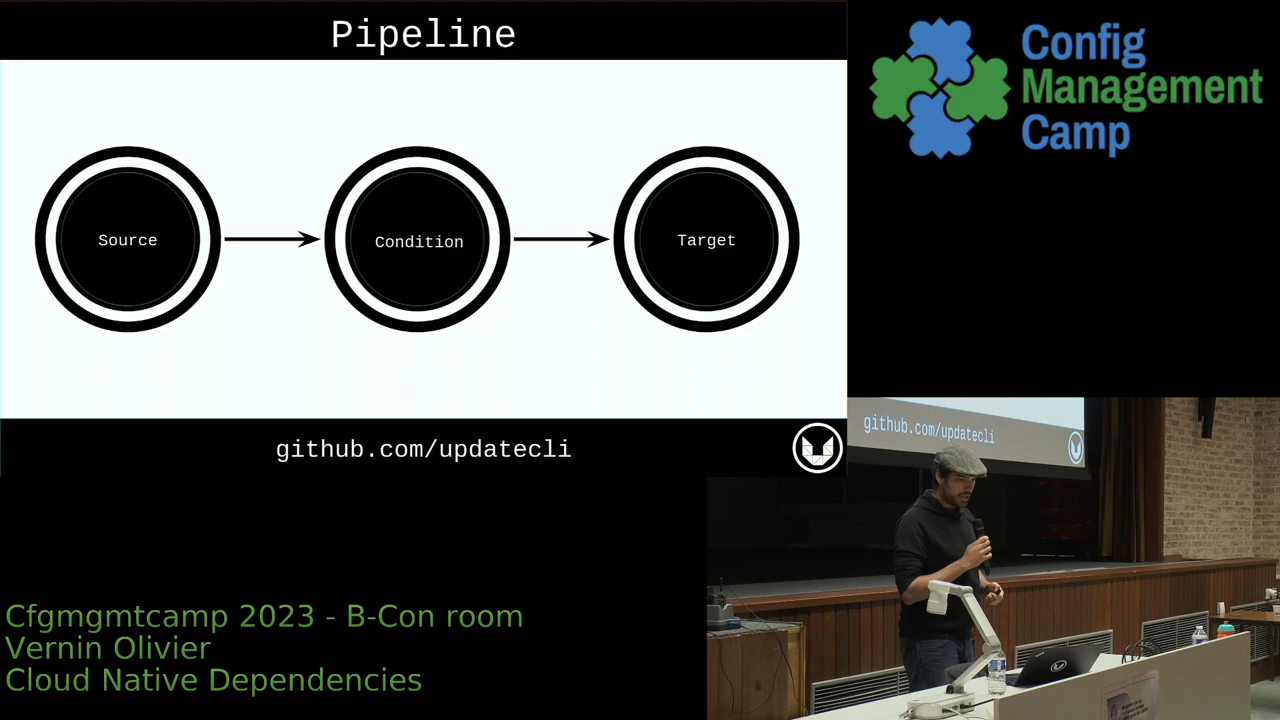 Pipeline
Source
Condition
Target
github.com/updatecli
Config
Management
Camp
github.com/updatecli
Cfgmgmtcamp 2023 - B-Con room
Vernin Olivier
Cloud Native Dependencies